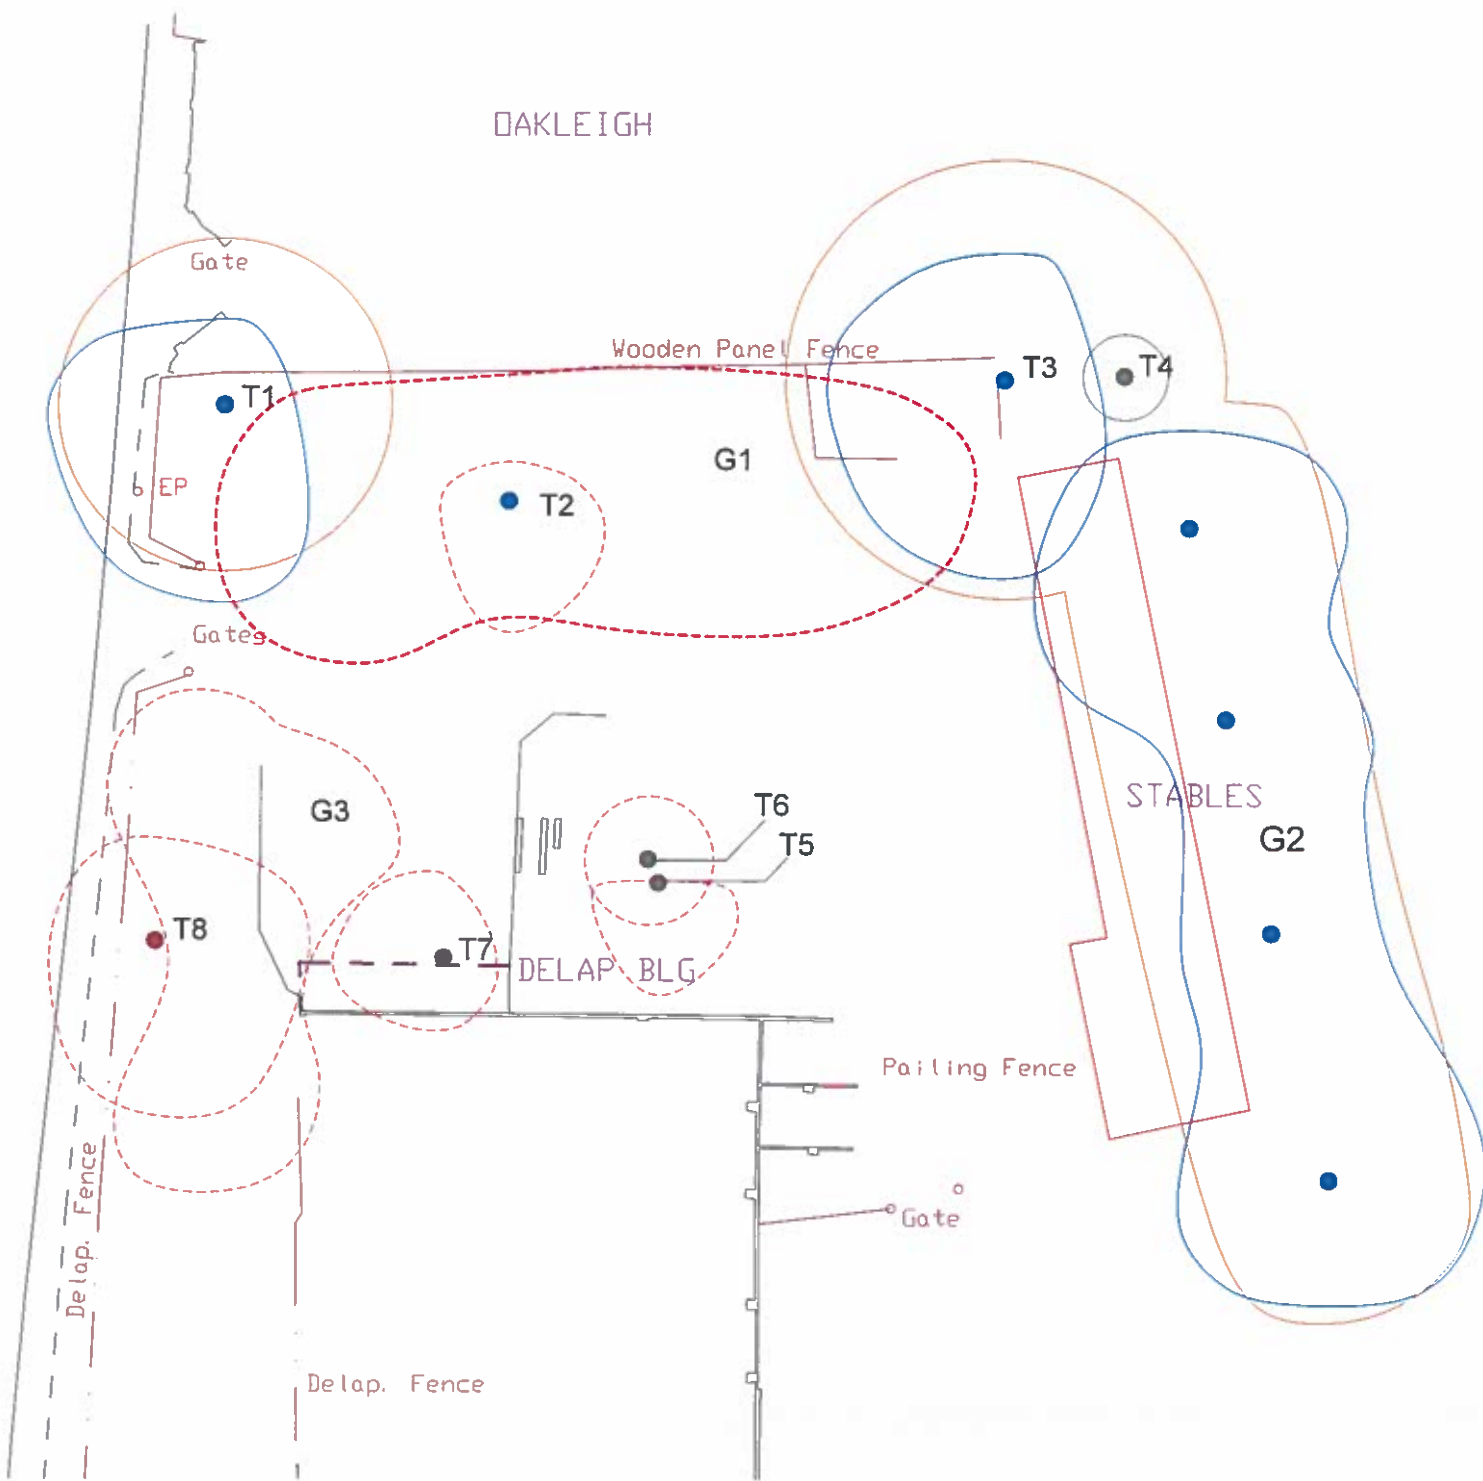 OAKLEIGH
Gate
Wooden Panel Fence
T3
T4
T1
G1
EP
T2
Gates
STABLES
G3
T6
T5
G2
T8
T7
DELAP BLG
Pailing Fence
Delap. Fence
Gate
Delap. Fence